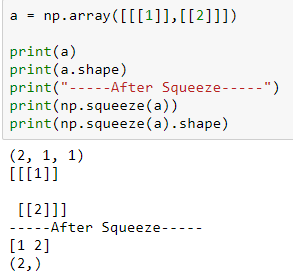 a = np.array([[[1]],[[2]]])
print(a)
print(a.shape)
print("-----After Squeeze-----")
print(np.squeeze(a))
print(np.squeeze(a).shape)
(2, 1, 1)
[[[1]]
[[2]]]
-----After Squeeze-----
[1 2]
(2,)